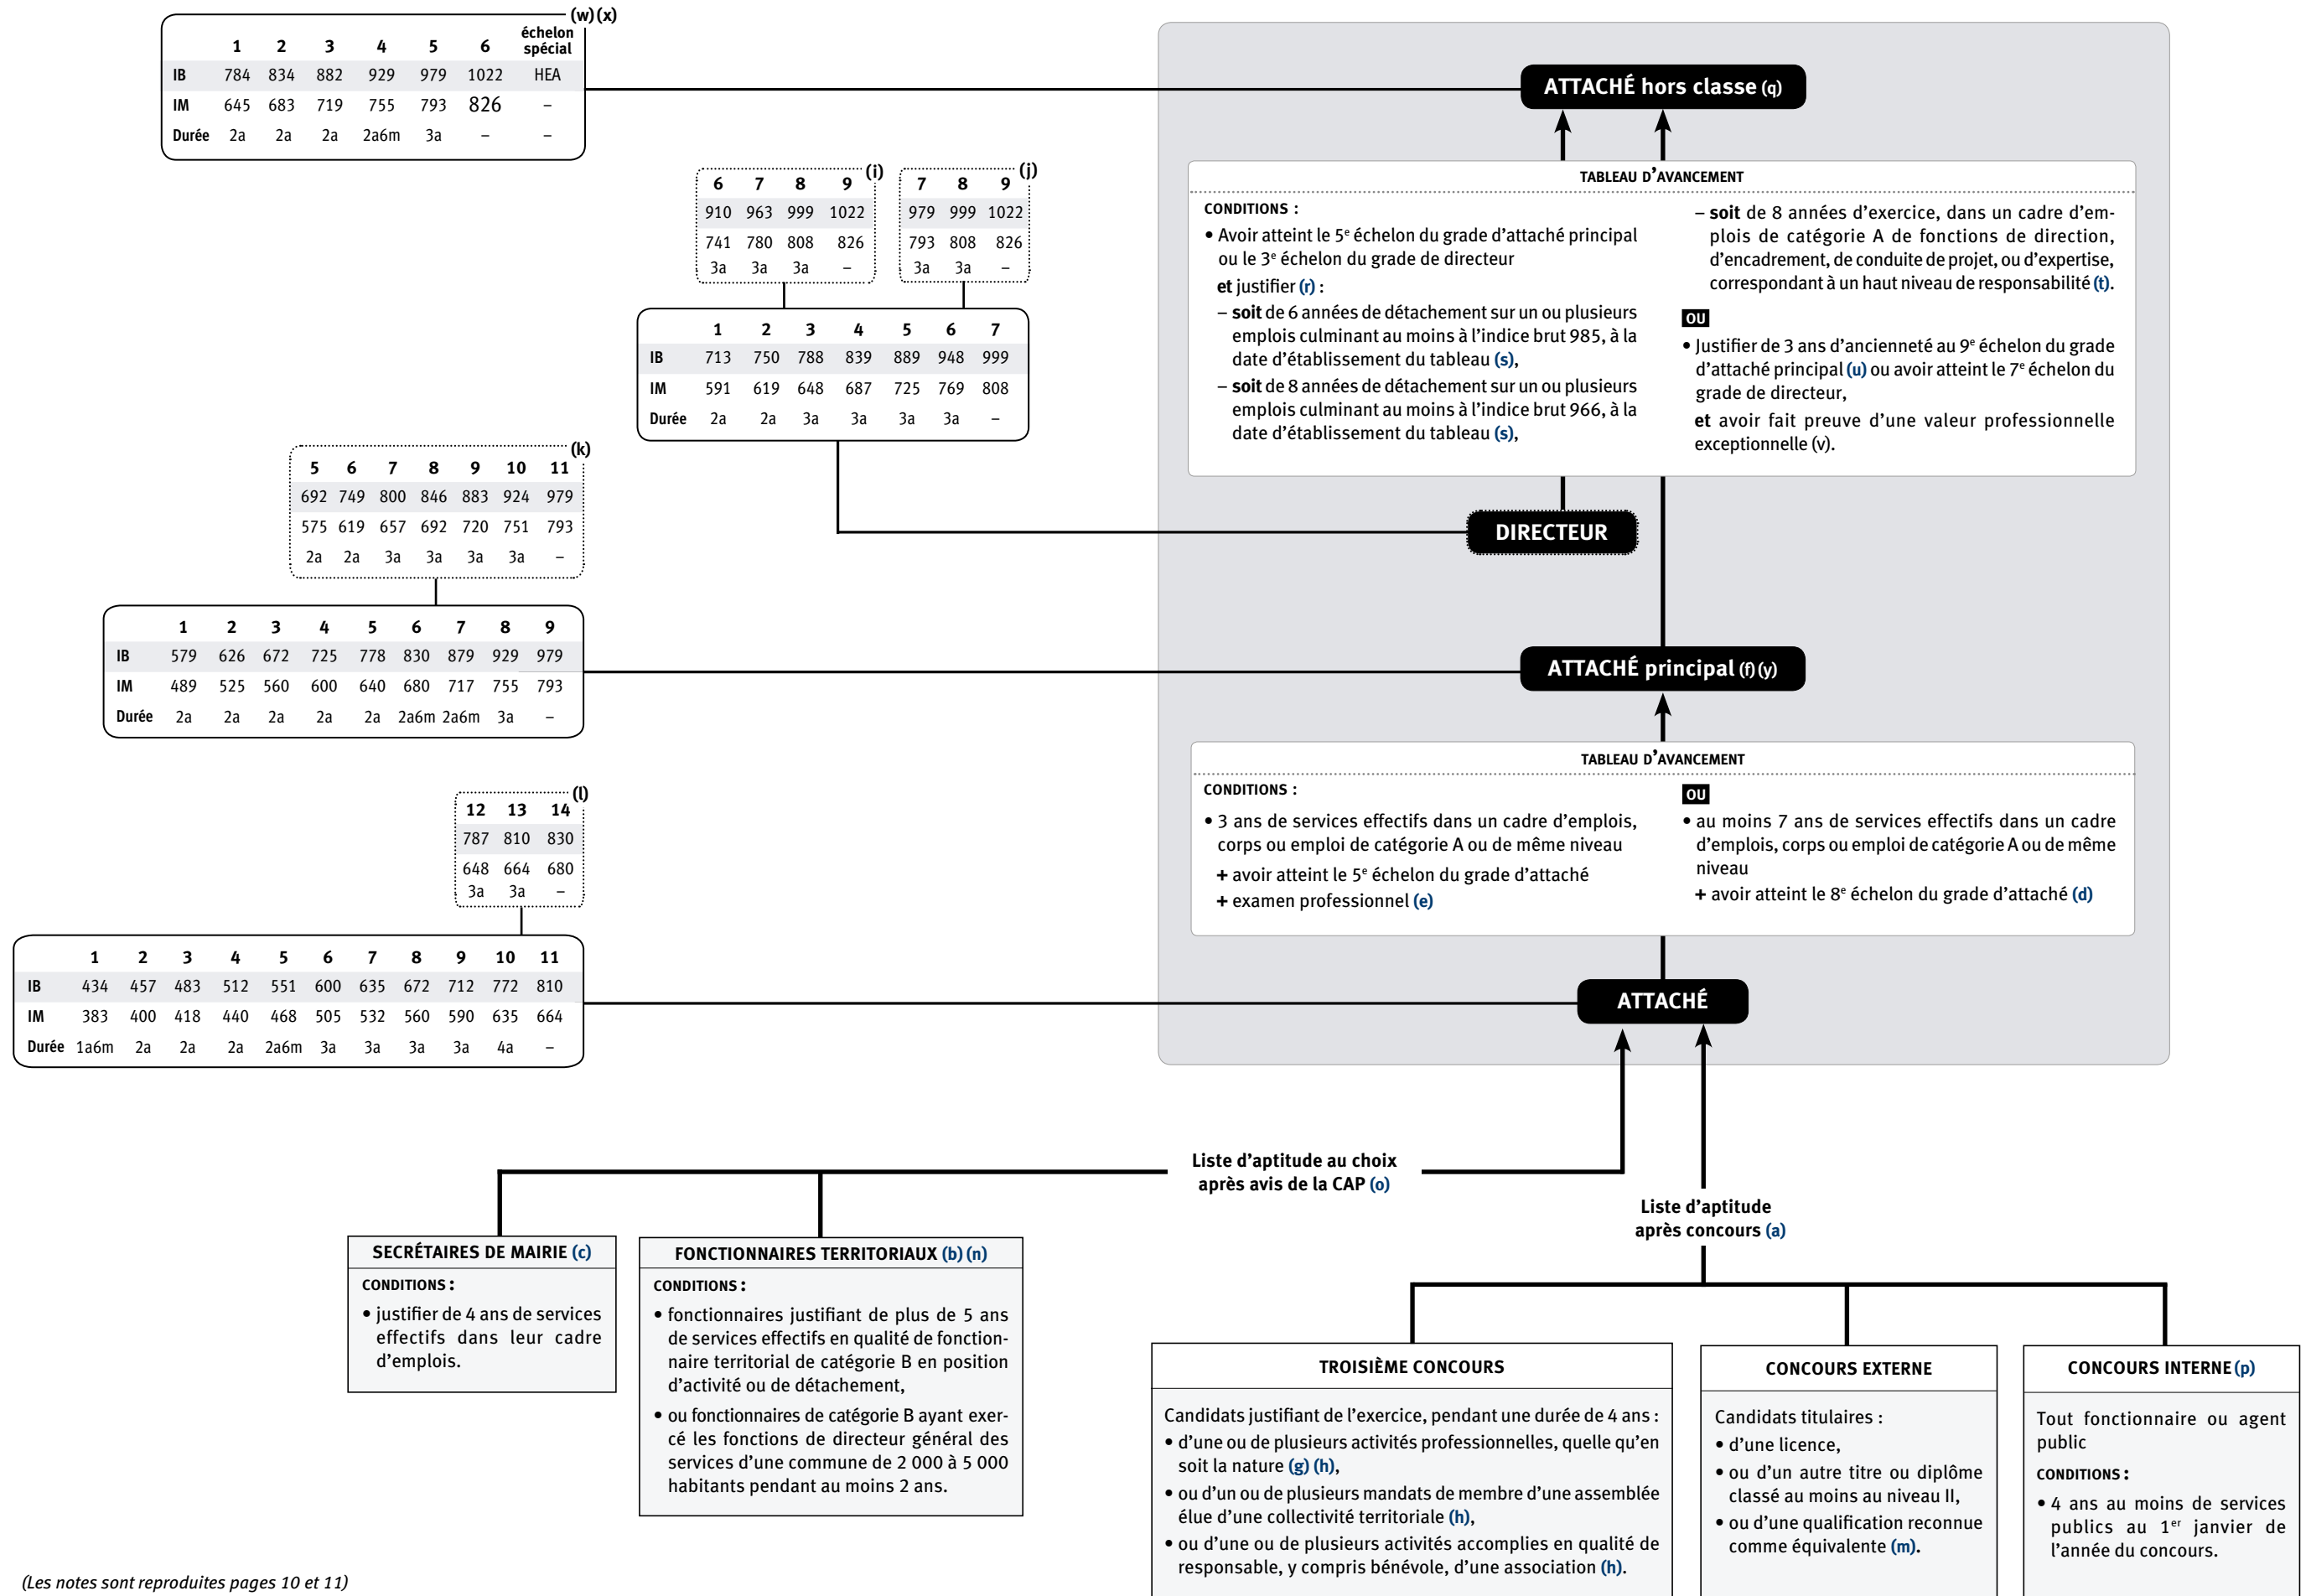 (w) (x)
1 2 3 4 5 6 échelon spécial
IB 784 834 882 929 979 1022 HEA
IM 645 683 719 755 793 826 –
Durée 2a 2a 2a 2a6m 3a – –
ATTACHÉ hors classe (q)
(i)
6 7 8 9
910 963 999 1022
741 780 808 826
3a 3a 3a –
(j)
7 8 9
979 999 1022
793 808 826
3a 3a –
1 2 3 4 5 6 7
IB 713 750 788 839 889 948 999
IM 591 619 648 687 725 769 808
Durée 2a 2a 3a 3a 3a 3a –
TABLEAU D’AVANCEMENT
CONDITIONS :
• Avoir atteint le 5e échelon du grade d’attaché principal
ou le 3e échelon du grade de directeur
et justifier (r) :
– soit de 6 années de détachement sur un ou plusieurs
emplois culminant au moins à l’indice brut 985, à la
date d’établissement du tableau (s),
– soit de 8 années de détachement sur un ou plusieurs
emplois culminant au moins à l’indice brut 966, à la
date d’établissement du tableau (s),
– soit de 8 années d’exercice, dans un cadre d’em-
plois de catégorie A de fonctions de direction,
d’encadrement, de conduite de projet, ou d’expertise,
correspondant à un haut niveau de responsabilité (t).
OU
• Justifier de 3 ans d’ancienneté au 9e échelon du grade
d’attaché principal (u) ou avoir atteint le 7e échelon du
grade de directeur,
et avoir fait preuve d’une valeur professionnelle
exceptionnelle (v).
DIRECTEUR
(k)
5 6 7 8 9 10 11
692 749 800 846 883 924 979
575 619 657 692 720 751 793
2a 2a 3a 3a 3a 3a –
1 2 3 4 5 6 7 8 9
IB 579 626 672 725 778 830 879 929 979
IM 489 525 560 600 640 680 717 755 793
Durée 2a 2a 2a 2a 2a 2a6m 2a6m 3a –
ATTACHÉ principal (f) (y)
TABLEAU D’AVANCEMENT
CONDITIONS :
• 3 ans de services effectifs dans un cadre d’emplois,
corps ou emploi de catégorie A ou de même niveau
+ avoir atteint le 5e échelon du grade d’attaché
+ examen professionnel (e)
OU
• au moins 7 ans de services effectifs dans un cadre
d’emplois, corps ou emploi de catégorie A ou de même
niveau
+ avoir atteint le 8e échelon du grade d’attaché (d)
(l)
12 13 14
787 810 830
648 664 680
3a 3a –
1 2 3 4 5 6 7 8 9 10 11
IB 434 457 483 512 551 600 635 672 712 772 810
IM 383 400 418 440 468 505 532 560 590 635 664
Durée 1a6m 2a 2a 2a 2a6m 3a 3a 3a 3a 4a –
ATTACHÉ
Liste d’aptitude au choix
après avis de la CAP (o)
Liste d’aptitude
après concours (a)
SECRÉTAIRES DE MAIRIE (c)
CONDITIONS :
• justifier de 4 ans de services
effectifs dans leur cadre
d’emplois.
FONCTIONNAIRES TERRITORIAUX (b) (n)
CONDITIONS :
• fonctionnaires justifiant de plus de 5 ans
de services effectifs en qualité de fonction-
naire territorial de catégorie B en position
d’activité ou de détachement,
• ou fonctionnaires de catégorie B ayant exer-
cé les fonctions de directeur général des
services d’une commune de 2 000 à 5 000
habitants pendant au moins 2 ans.
TROISIÈME CONCOURS
Candidats justifiant de l’exercice, pendant une durée de 4 ans :
• d’une ou de plusieurs activités professionnelles, quelle qu’en
soit la nature (g) (h),
• ou d’un ou de plusieurs mandats de membre d’une assemblée
élue d’une collectivité territoriale (h),
• ou d’une ou de plusieurs activités accomplies en qualité de
responsable, y compris bénévole, d’une association (h).
CONCOURS EXTERNE
Candidats titulaires :
• d’une licence,
• ou d’un autre titre ou diplôme
classé au moins au niveau II,
• ou d’une qualification reconnue
comme équivalente (m).
CONCOURS INTERNE (p)
Tout fonctionnaire ou agent
public
CONDITIONS :
• 4 ans au moins de services
publics au 1er janvier de
l’année du concours.
(Les notes sont reproduites pages 10 et 11)